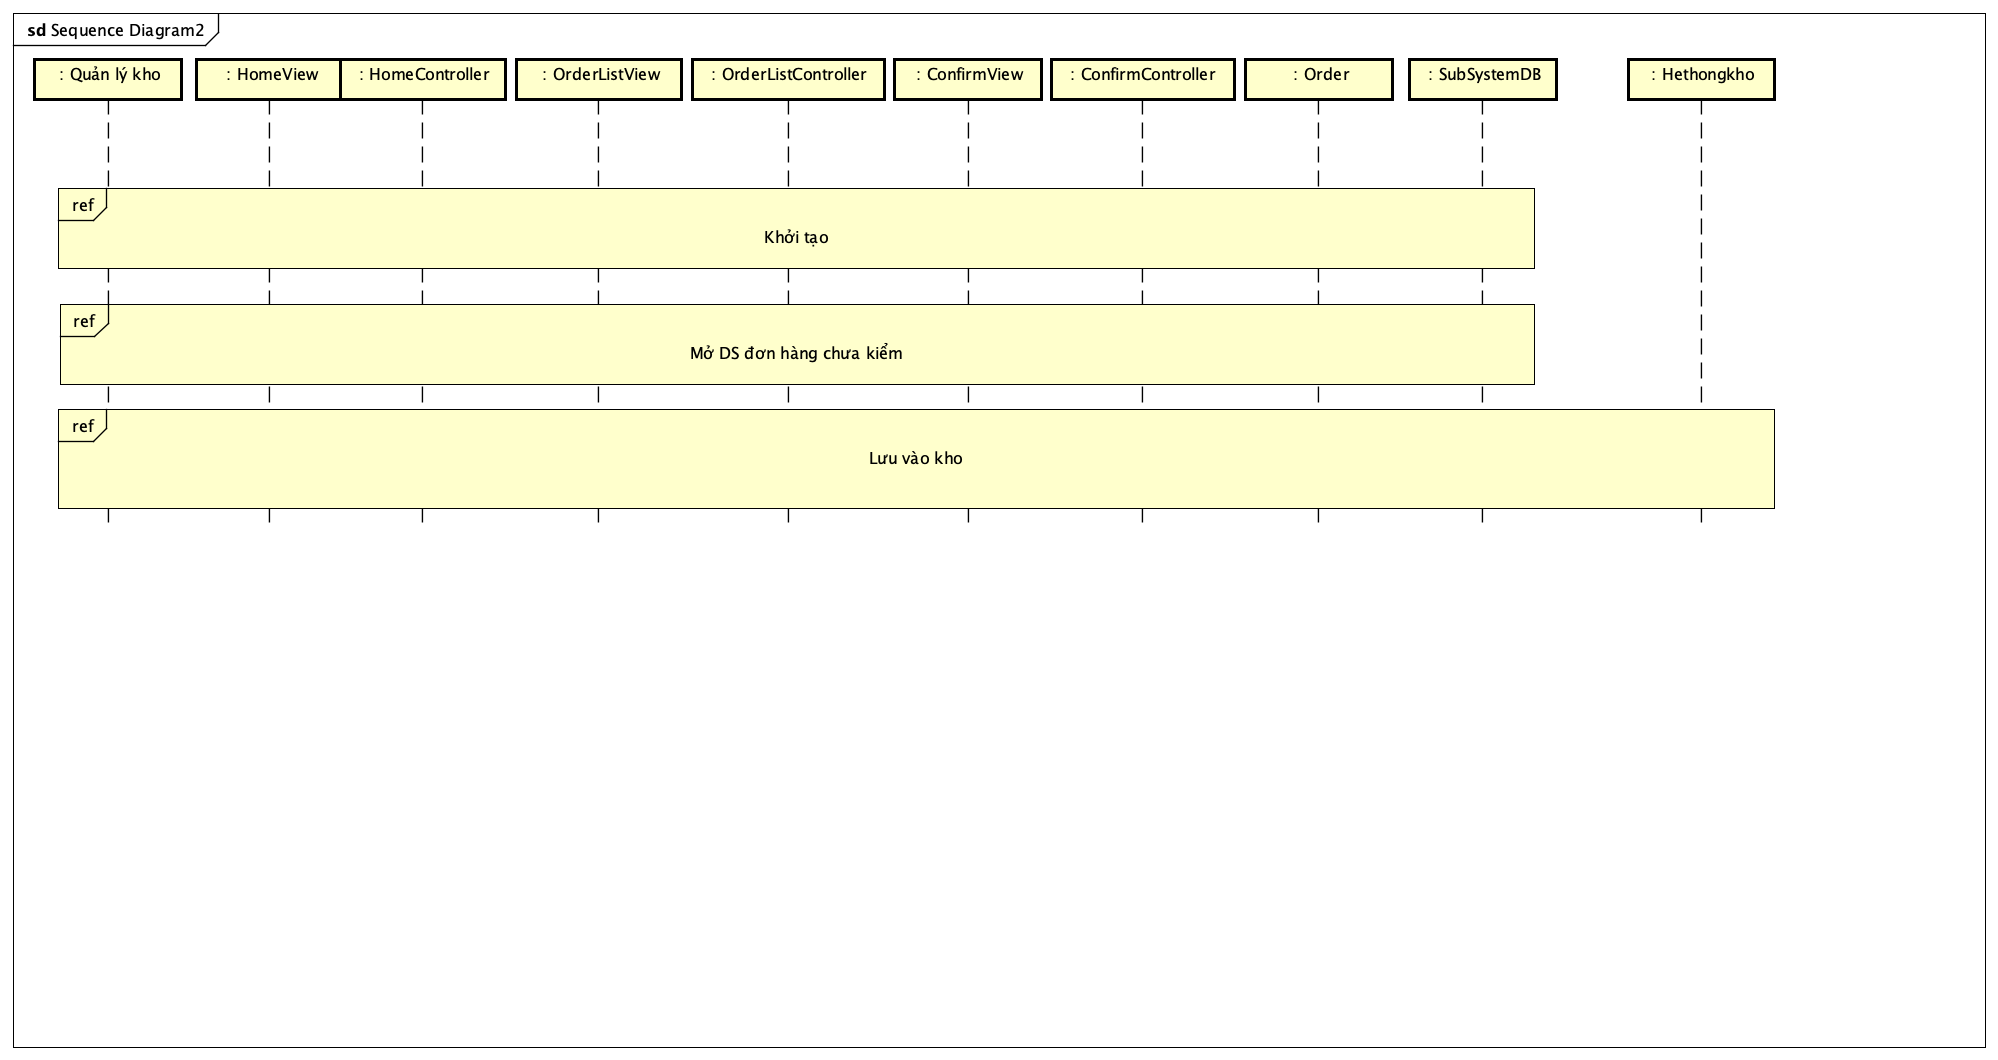 sd Sequence Diagram2
: Quản lý kho
: HomeView
: HomeController
: OrderListView
: OrderListController
: ConfirmView
: ConfirmController
: Order
: SubSystemDB
: Hethongkho
ref
Khởi tạo
ref
Mở DS đơn hàng chưa kiểm
ref
Lưu vào kho